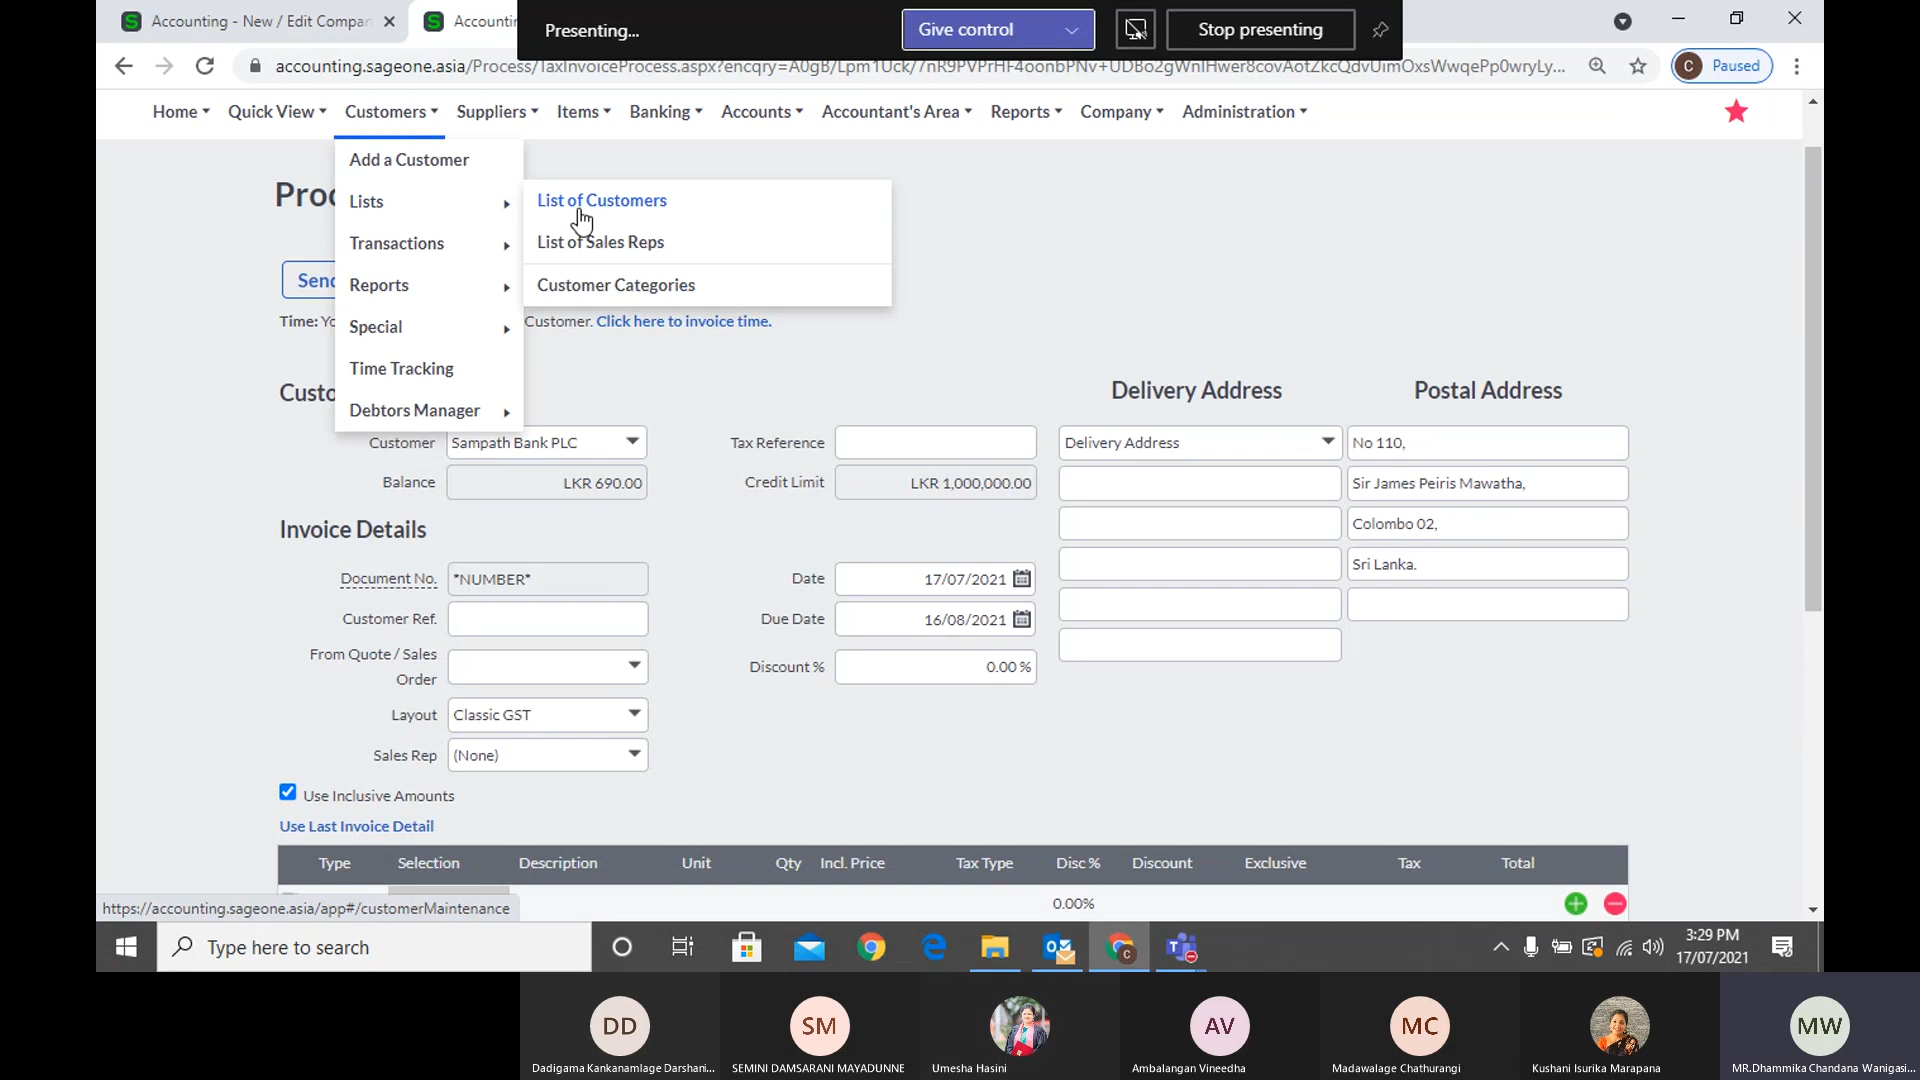 Accounting - New / Edit Compan
Accountin
Presenting...
Give control
Stop presenting
accounting.sageone.asia/Process/TaxInvoiceProcess.aspx?encqry=A0gB/Lpm1Uck/7nR9PVPrHF4oonbPNv+UDBo2gWnlHwer8covAotZkcQdvUimOxsWwqePp0wryLy...
C
Paused
Home
Quick View
Customers
Suppliers
Items
Banking
Accounts
Accountant's Area
Reports
Company
Administration
Add a Customer
Lists
Transactions
Reports
Special
Time Tracking
Debtors Manager
List of Customers
List of Sales Reps
Customer Categories
Proc
Send
Time: Yo
Customer. Click here to invoice time.
Custo
Delivery Address
Postal Address
Customer
Sampath Bank PLC
Tax Reference
Delivery Address
No 110,
Balance
LKR 690.00
Credit Limit
LKR 1,000,000.00
Sir James Peiris Mawatha,
Colombo 02,
Sri Lanka.
Invoice Details
Document No.
*NUMBER*
Date
17/07/2021
Customer Ref.
Due Date
16/08/2021
From Quote / Sales
Order
Discount %
0.00 %
Layout
Classic GST
Sales Rep
(None)
Use Inclusive Amounts
Use Last Invoice Detail
Type
Selection
Description
Unit
Qty
Incl. Price
Tax Type
Disc %
Discount
Exclusive
Tax
Total
0.00%
https://accounting.sageone.asia/app#/customerMaintenance
Type here to search
3:29 PM
17/07/2021
DD
SM
AV
MC
MW
Dadigama Kankanamlage Darshani...
SEMINI DAMSARANI MAYADUNNE
Umesha Hasini
Ambalangan Vineedha
Madawalage Chathurangi
Kushani Isurika Marapana
MR.Dhammika Chandana Wanigasi...